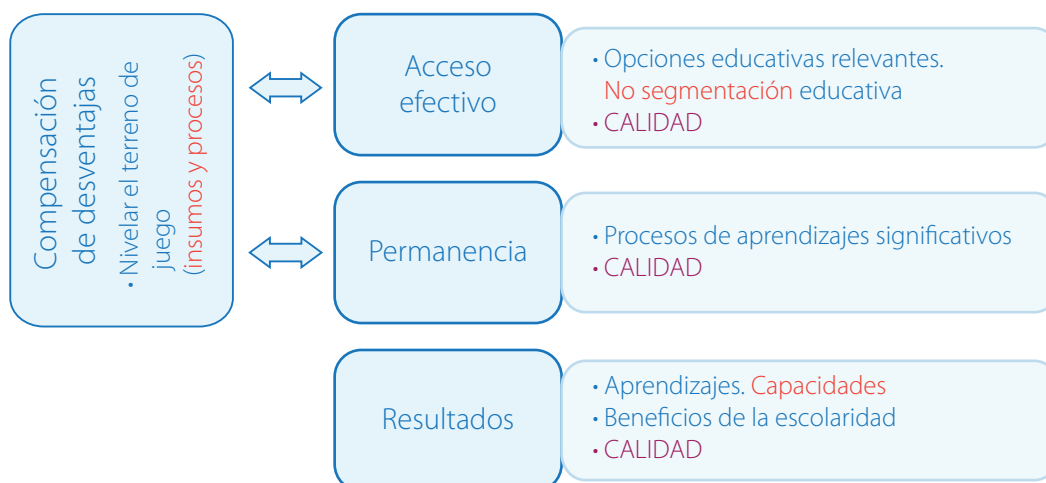 Compensación
de desventajas
• Nivelar el terreno de
juego
(insumos y procesos)
Acceso
efectivo
• Opciones educativas relevantes.
No segmentación educativa
• CALIDAD
Permanencia
• Procesos de aprendizajes significativos
• CALIDAD
Resultados
• Aprendizajes. Capacidades
• Beneficios de la escolaridad
• CALIDAD